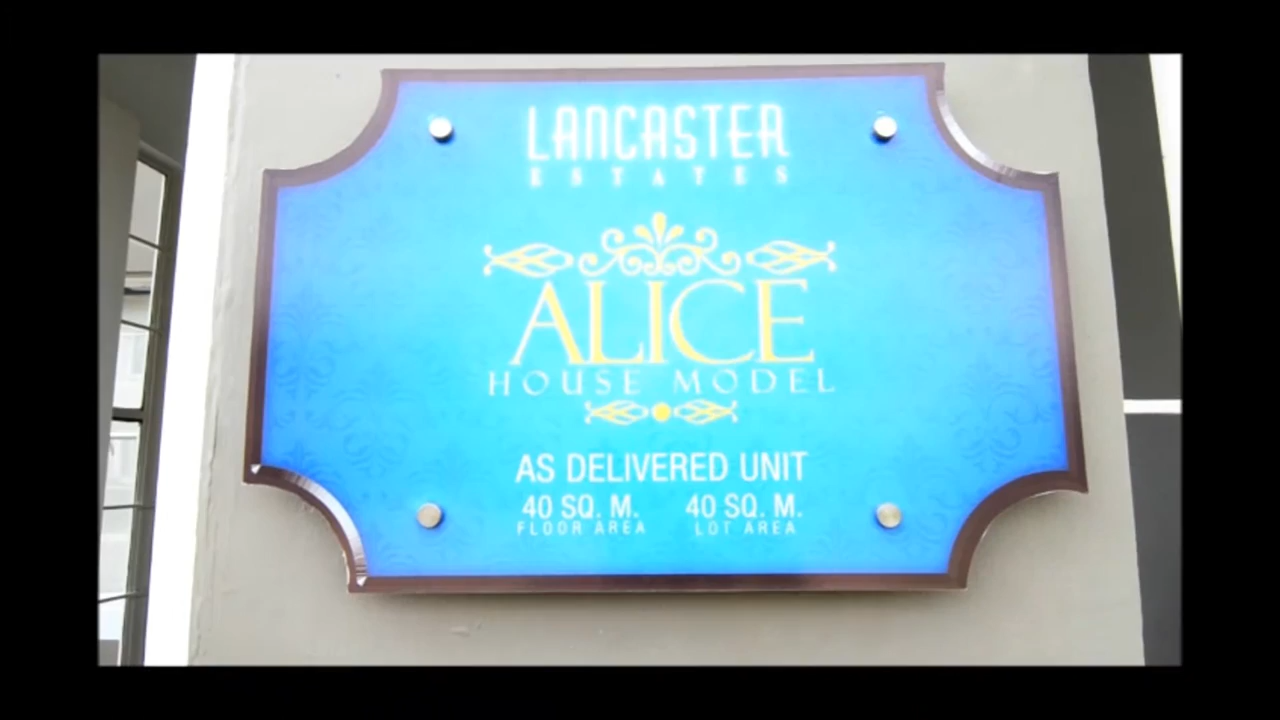 LANCASTER
ESTATES
ALICE
HOUSE MODEL
AS DELIVERED UNIT
40 SQ. M. 40 SQ. M.
FLOOR AREA LOT AREA